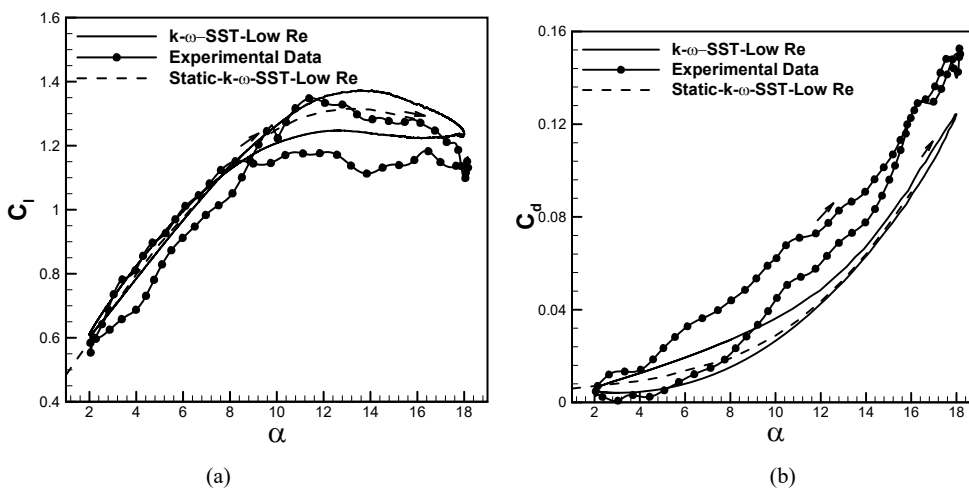 C_l
1.6
1.4
1.2
1.0
0.8
0.6
0.4
2 4 6 8 10 12 14 16 18
α
k-ω-SST-Low Re
Experimental Data
Static-k-ω-SST-Low Re
(a)
C_d
0.16
0.12
0.08
0.04
0.00
2 4 6 8 10 12 14 16 18
α
k-ω-SST-Low Re
Experimental Data
Static-k-ω-SST-Low Re
(b)